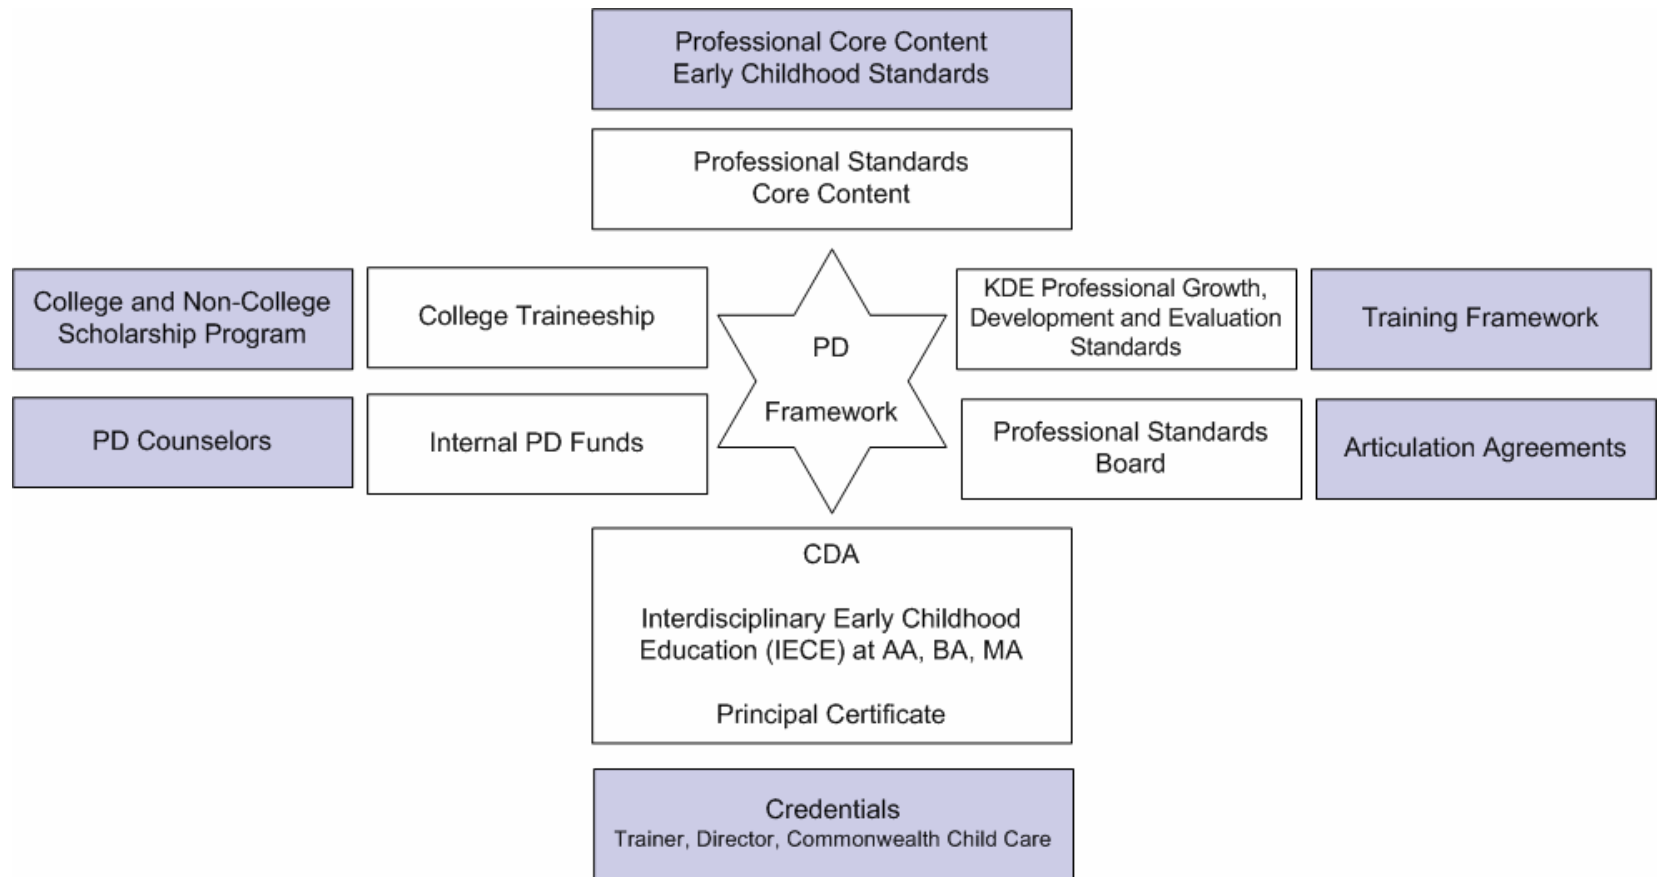 Professional Core Content
Early Childhood Standards
Professional Standards
Core Content
College and Non-College
Scholarship Program
College Traineeship
PD
Framework
KDE Professional Growth,
Development and Evaluation
Standards
Training Framework
PD Counselors
Internal PD Funds
Professional Standards
Board
Articulation Agreements
CDA
Interdisciplinary Early Childhood
Education (IECE) at AA, BA, MA
Principal Certificate
Credentials
Trainer, Director, Commonwealth Child Care